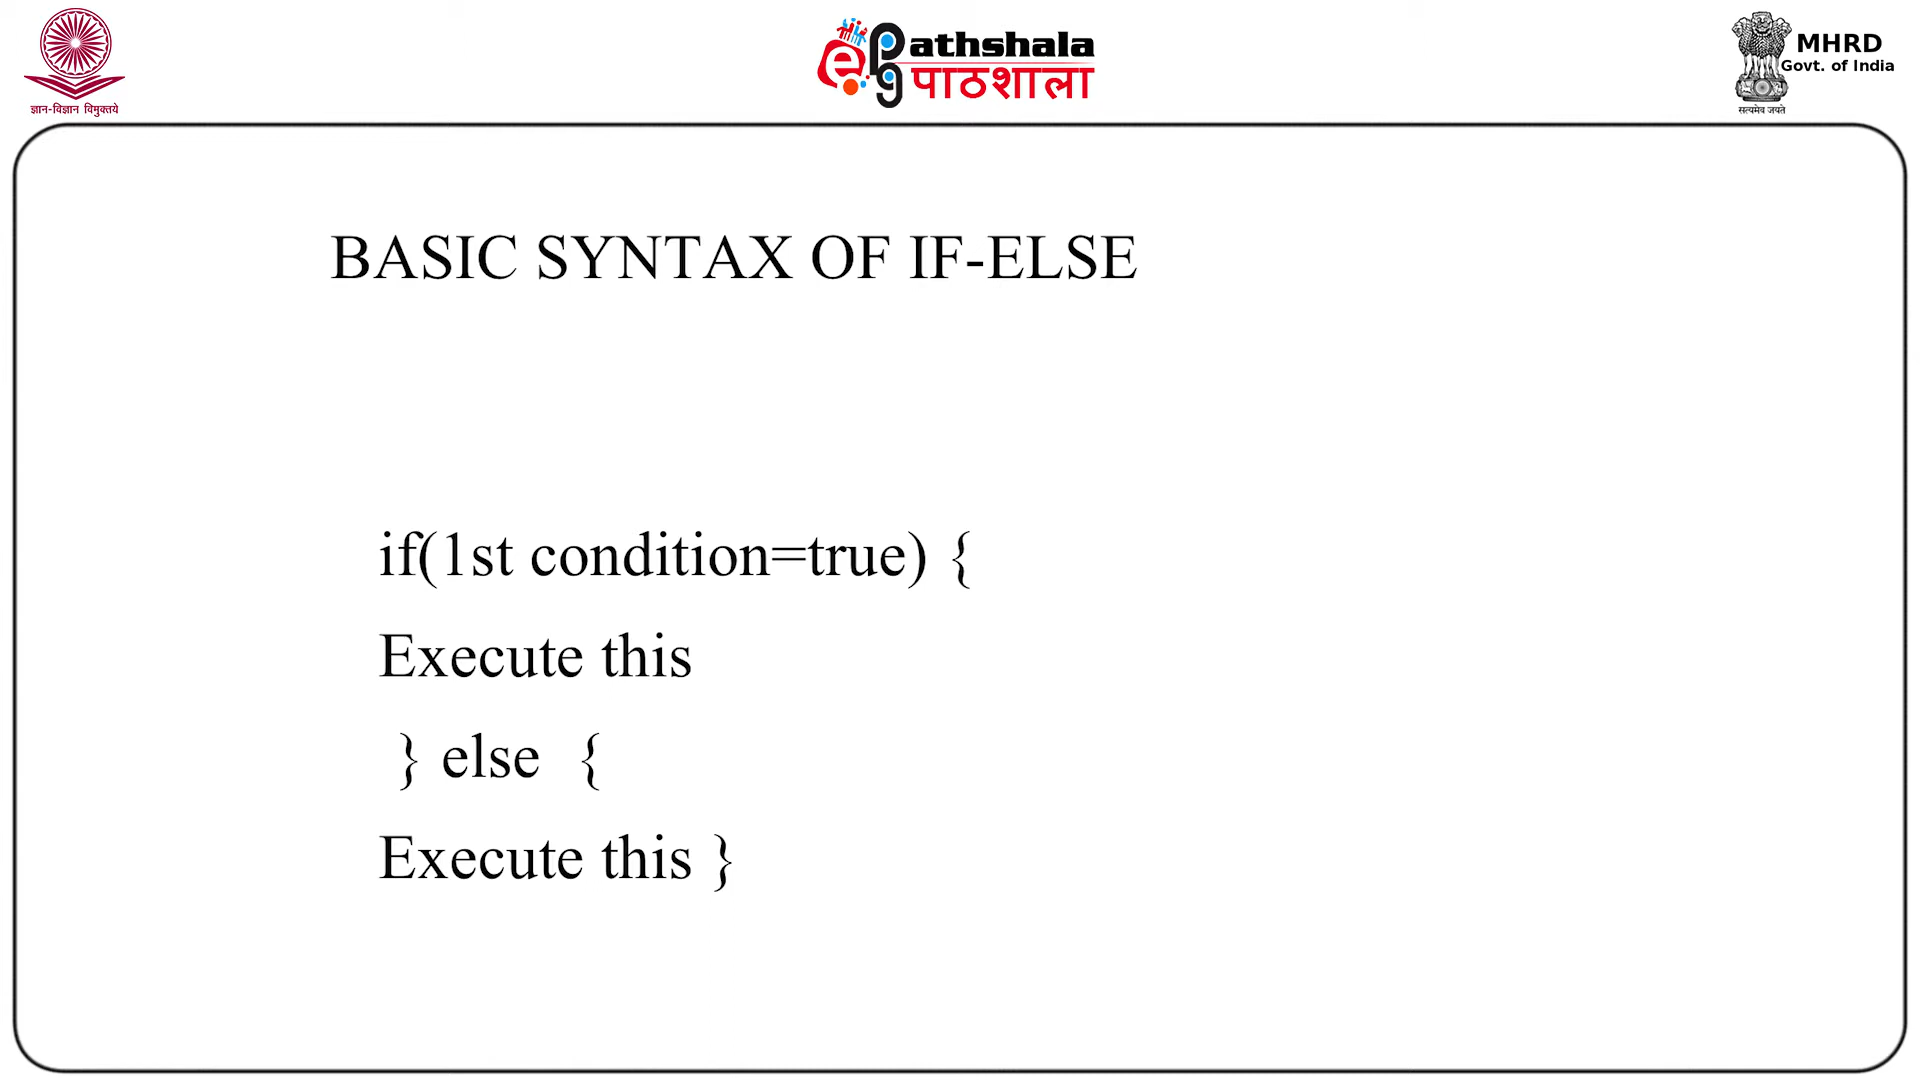 ज्ञान-विज्ञान विमुक्तये
ePG Pathshala
पाठशाला
MHRD
Govt. of India
सत्यमेव जयते
BASIC SYNTAX OF IF-ELSE
if(1st condition=true) {
Execute this
} else {
Execute this }